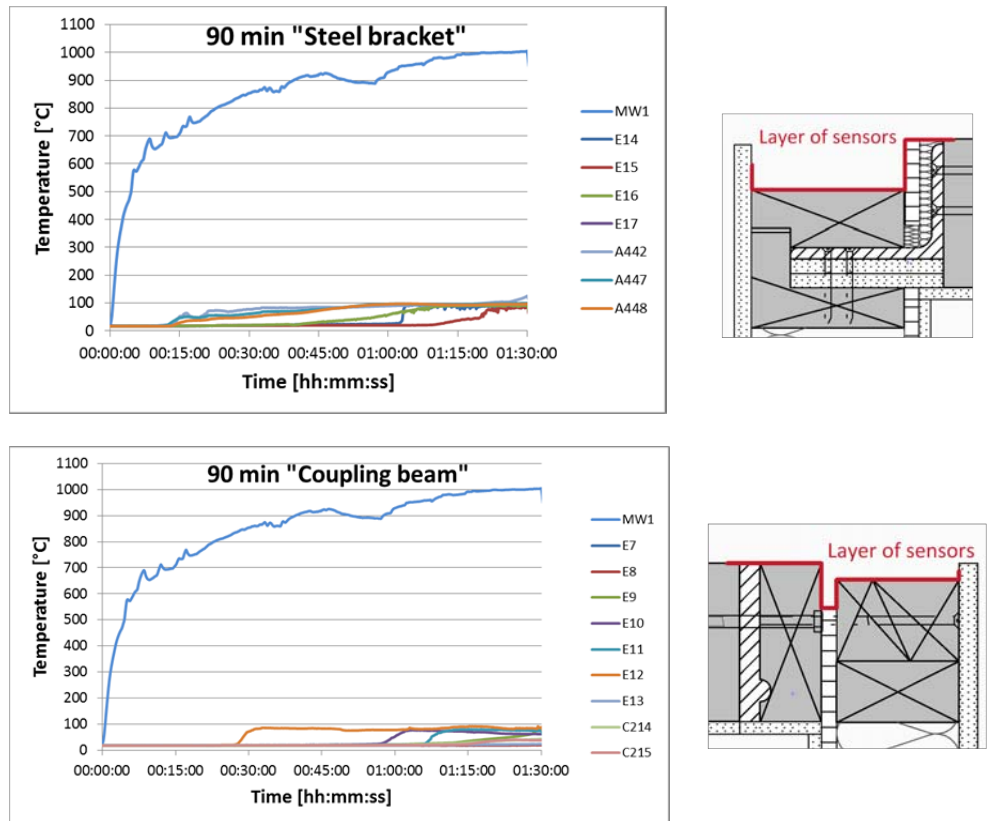 90 min "Steel bracket"
Temperature [°C]
1100
1000
900
800
700
600
500
400
300
200
100
0
00:00:00 00:15:00 00:30:00 00:45:00 01:00:00 01:15:00 01:30:00
Time [hh:mm:ss]
MW1
E14
E15
E16
E17
A442
A447
A448
Layer of sensors
90 min "Coupling beam"
Temperature [°C]
1100
1000
900
800
700
600
500
400
300
200
100
0
00:00:00 00:15:00 00:30:00 00:45:00 01:00:00 01:15:00 01:30:00
Time [hh:mm:ss]
MW1
E7
E8
E9
E10
E11
E12
E13
C214
C215
Layer of sensors